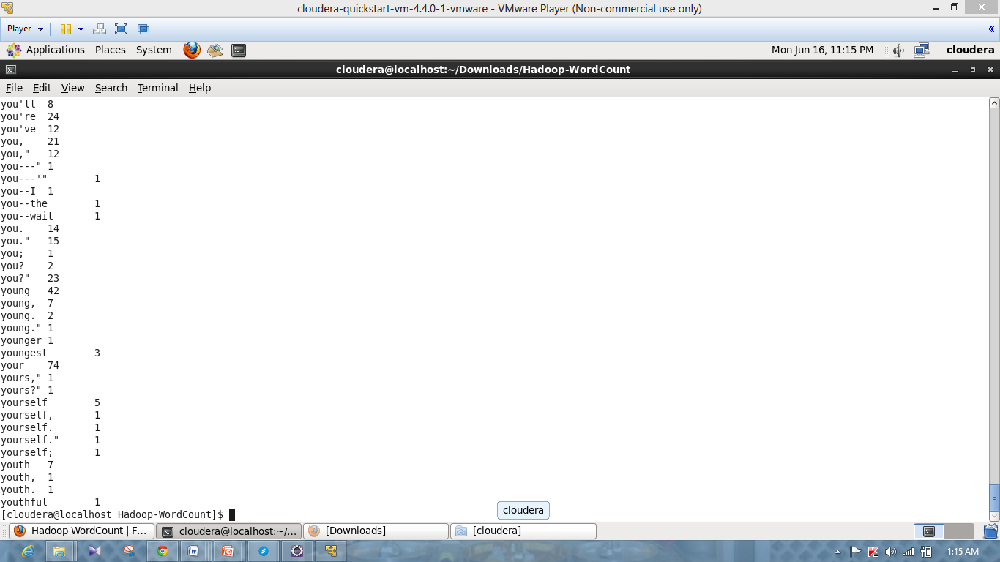 cloudera-quickstart-vm-4.4.0-1-vmware - VMware Player (Non-commercial use only)
Player
Applications Places System Mon Jun 16, 11:15 PM cloudera
cloudera@localhost:~/Downloads/Hadoop-WordCount
File Edit View Search Terminal Help
you'll 8
you're 24
you've 12
you, 21
you," 12
you---" 1
you---'" 1
you--I 1
you--the 1
you--wait 1
you. 14
you." 15
you; 1
you? 2
you?" 23
young 42
young, 7
young. 2
young." 1
younger 1
youngest 3
your 74
yours," 1
yours?" 1
yourself 5
yourself, 1
yourself. 1
yourself." 1
yourself; 1
youth 7
youth, 1
youth. 1
youthful 1
[cloudera@localhost Hadoop-WordCount]$
cloudera
Hadoop WordCount | F... cloudera@localhost:~/... [Downloads] [cloudera]
1:15 AM